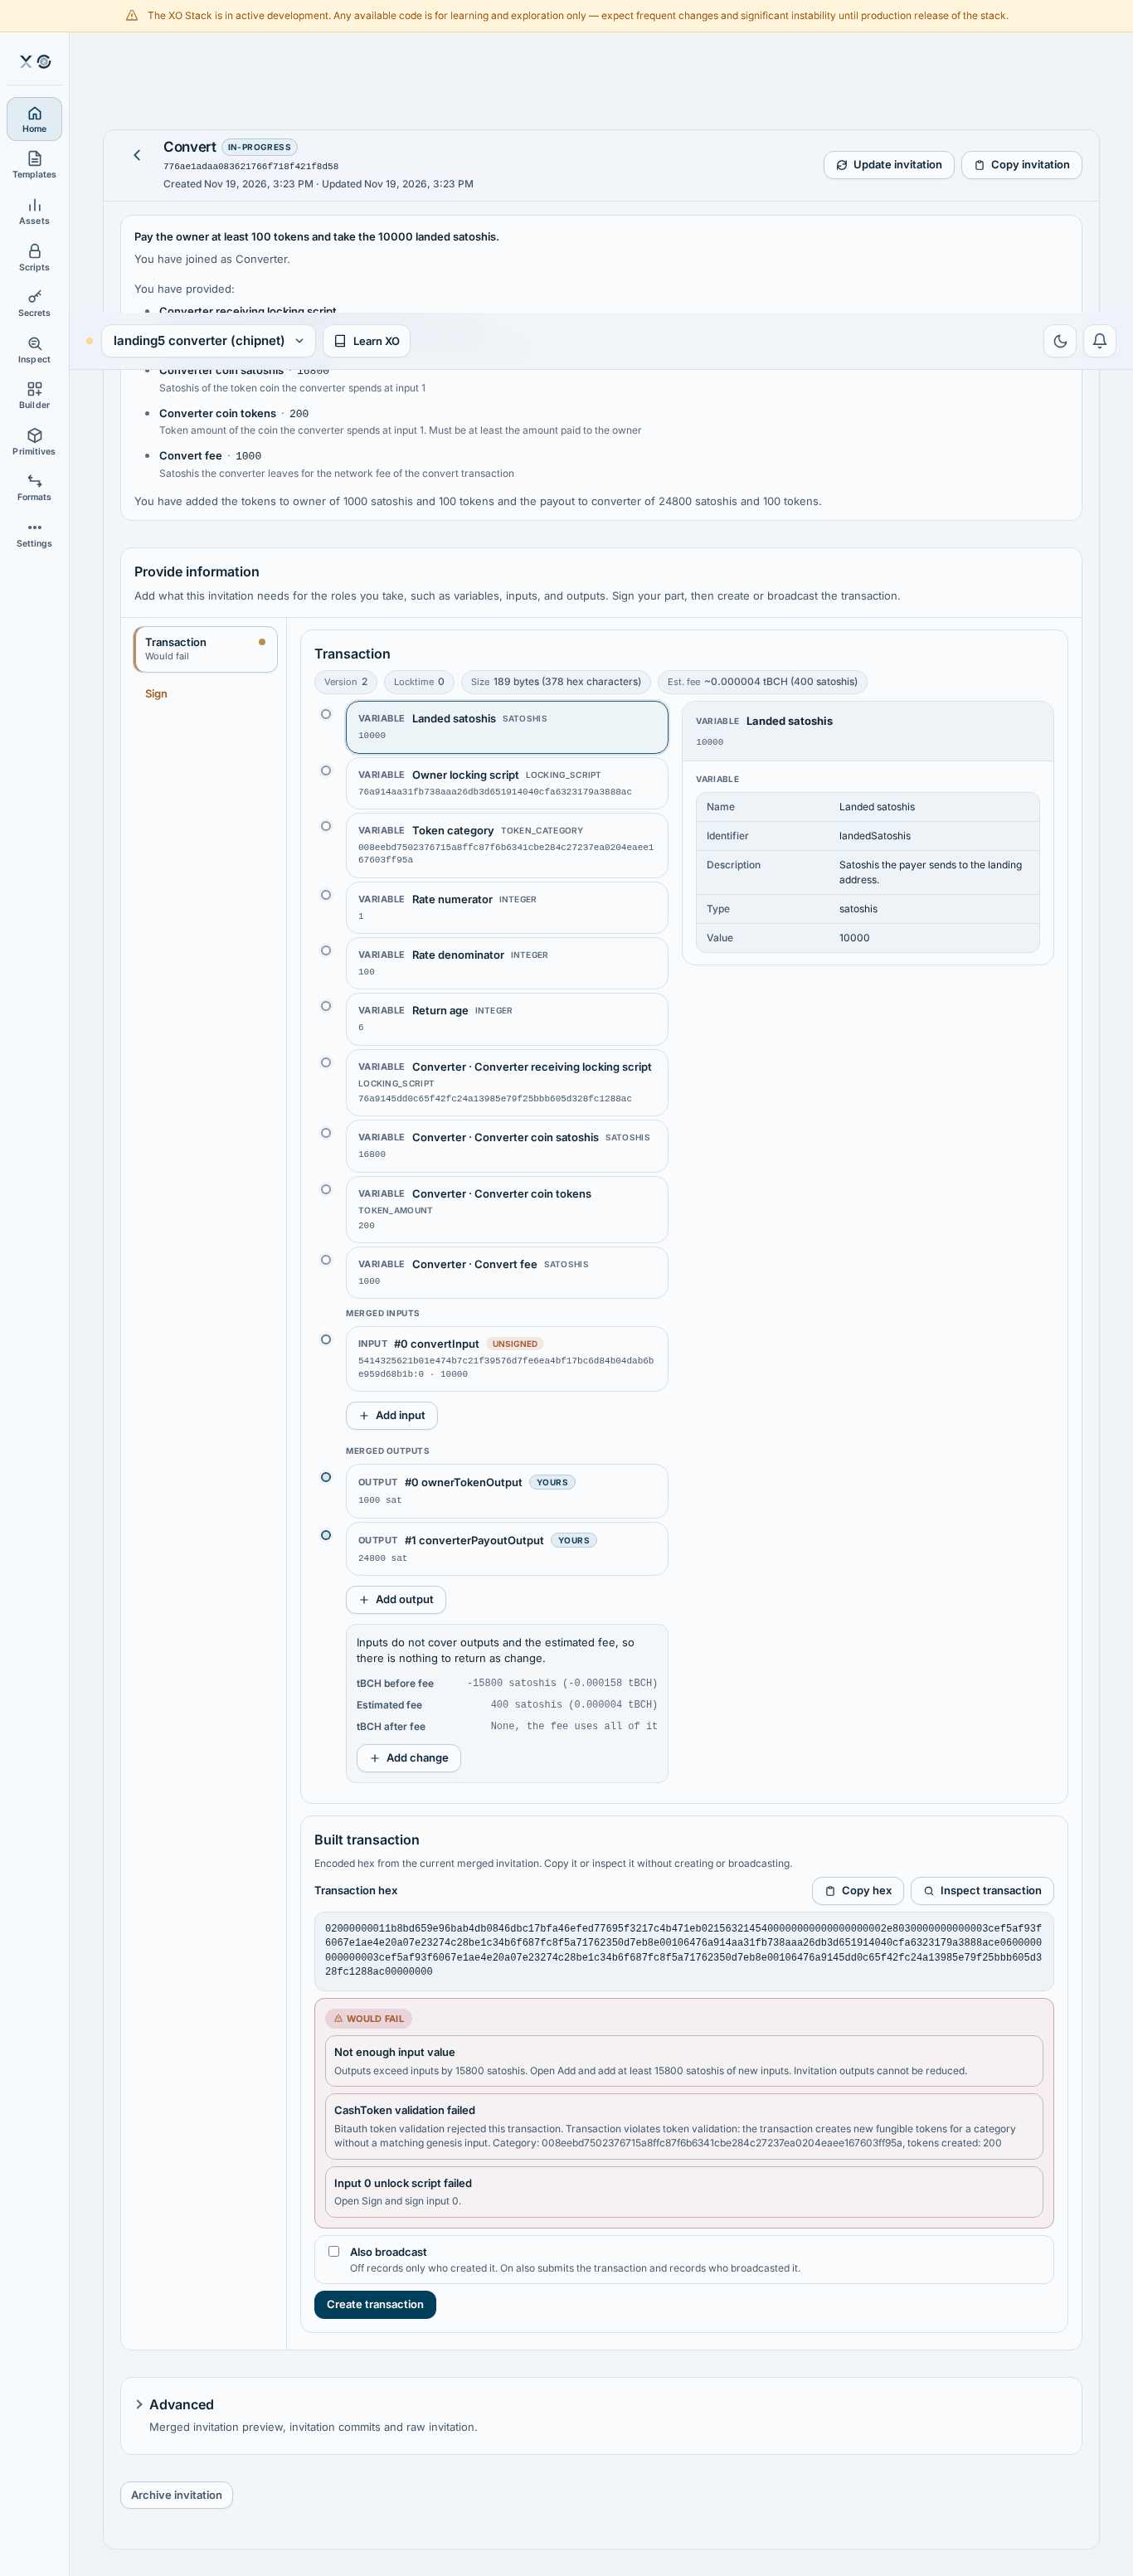 The XO Stack is in active development. Any available code is for learning and exploration only — expect frequent changes and significant instability until production release of the stack.
Home
Templates
Assets
Scripts
Secrets
Inspect
Builder
Primitives
Formats
Settings
Convert IN-PROGRESS
776ae1adaa083621766f718f421f8d58
Created Nov 19, 2026, 3:23 PM · Updated Nov 19, 2026, 3:23 PM
Update invitation
Copy invitation
Pay the owner at least 100 tokens and take the 10000 landed satoshis.
You have joined as Converter.
You have provided:
Converter receiving locking script
landing5 converter (chipnet)
Learn XO
Converter coin satoshis · 16800
Satoshis of the token coin the converter spends at input 1
Converter coin tokens · 200
Token amount of the coin the converter spends at input 1. Must be at least the amount paid to the owner
Convert fee · 1000
Satoshis the converter leaves for the network fee of the convert transaction
You have added the tokens to owner of 1000 satoshis and 100 tokens and the payout to converter of 24800 satoshis and 100 tokens.
Provide information
Add what this invitation needs for the roles you take, such as variables, inputs, and outputs. Sign your part, then create or broadcast the transaction.
Transaction
Would fail
Sign
Transaction
Version 2
Locktime 0
Size 189 bytes (378 hex characters)
Est. fee ~0.000004 tBCH (400 satoshis)
VARIABLE Landed satoshis SATOSHIS
10000
VARIABLE Owner locking script LOCKING_SCRIPT
76a914aa31fb738aaa26db3d651914040cfa6323179a3888ac
VARIABLE Token category TOKEN_CATEGORY
008eebd7502376715a8ffc87f6b6341cbe284c27237ea0204eaee1
67603ff95a
VARIABLE Rate numerator INTEGER
1
VARIABLE Rate denominator INTEGER
100
VARIABLE Return age INTEGER
6
VARIABLE Converter · Converter receiving locking script
LOCKING_SCRIPT
76a9145dd0c65f42fc24a13985e79f25bbb605d328fc1288ac
VARIABLE Converter · Converter coin satoshis SATOSHIS
16800
VARIABLE Converter · Converter coin tokens
TOKEN_AMOUNT
200
VARIABLE Converter · Convert fee SATOSHIS
1000
MERGED INPUTS
INPUT #0 convertInput UNSIGNED
5414325621b01e474b7c21f39576d7fe6ea4bf17bc6d84b04dab6b
e959d68b1b:0 · 10000
Add input
MERGED OUTPUTS
OUTPUT #0 ownerTokenOutput YOURS
1000 sat
OUTPUT #1 converterPayoutOutput YOURS
24800 sat
Add output
Inputs do not cover outputs and the estimated fee, so
there is nothing to return as change.
tBCH before fee -15800 satoshis (-0.000158 tBCH)
Estimated fee 400 satoshis (0.000004 tBCH)
tBCH after fee None, the fee uses all of it
Add change
VARIABLE Landed satoshis
10000
VARIABLE
Name Landed satoshis
Identifier landedSatoshis
Description Satoshis the payer sends to the landing
address.
Type satoshis
Value 10000
Built transaction
Encoded hex from the current merged invitation. Copy it or inspect it without creating or broadcasting.
Transaction hex
Copy hex
Inspect transaction
02000000011b8bd659e96bab4db0846dbc17bfa46efed77695f3217c4b471eb0215632145400000000000000000002e8030000000000003cef5af93f
6067e1ae4e20a07e23274c28be1c34b6f687fc8f5a71762350d7eb8e00106476a914aa31fb738aaa26db3d651914040cfa6323179a3888ace0600000
000000003cef5af93f6067e1ae4e20a07e23274c28be1c34b6f687fc8f5a71762350d7eb8e00106476a9145dd0c65f42fc24a13985e79f25bbb605d3
28fc1288ac00000000
WOULD FAIL
Not enough input value
Outputs exceed inputs by 15800 satoshis. Open Add and add at least 15800 satoshis of new inputs. Invitation outputs cannot be reduced.
CashToken validation failed
Bitauth token validation rejected this transaction. Transaction violates token validation: the transaction creates new fungible tokens for a category
without a matching genesis input. Category: 008eebd7502376715a8ffc87f6b6341cbe284c27237ea0204eaee167603ff95a, tokens created: 200
Input 0 unlock script failed
Open Sign and sign input 0.
Also broadcast
Off records only who created it. On also submits the transaction and records who broadcasted it.
Create transaction
Advanced
Merged invitation preview, invitation commits and raw invitation.
Archive invitation